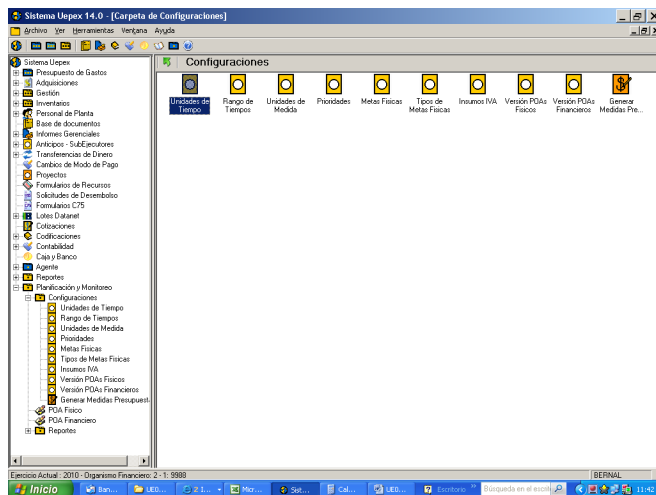 Sistema Uepex 14.0 - [Carpeta de Configuraciones]
Archivo Ver Herramientas Ventana Ayuda
Sistema Uepex
Presupuesto de Gastos
Adquisiciones
Gestión
Inventarios
Personal de Planta
Base de documentos
Informes Gerenciales
Anticipos - SubEjecutores
Transferencias de Dinero
Cambios de Modo de Pago
Proyectos
Formularios de Recursos
Solicitudes de Desembolso
Formularios C75
Lotes Datanet
Cotizaciones
Codificaciones
Contabilidad
Caja y Banco
Agente
Reportes
Planificación y Monitoreo
Configuraciones
Unidades de Tiempo
Rango de Tiempos
Unidades de Medida
Prioridades
Metas Fisicas
Tipos de Metas Fisicas
Insumos IVA
Versión POAs Fisicos
Versión POAs Financieros
Generar Medidas Presupuest
POA Fisico
POA Financiero
Reportes
Configuraciones
Unidades de Tiempo
Rango de Tiempos
Unidades de Medida
Prioridades
Metas Fisicas
Tipos de Metas Fisicas
Insumos IVA
Versión POAs Fisicos
Versión POAs Financieros
Generar Medidas Pre...
Ejercicio Actual : 2010 - Organismo Financiero: 2 - 1: 9988
BERNAL
Inicio
Ban...
UE0...
2 I...
Micr...
Sist...
Cal...
UE0...
Escritorio
Búsqueda en el escrit
11:42